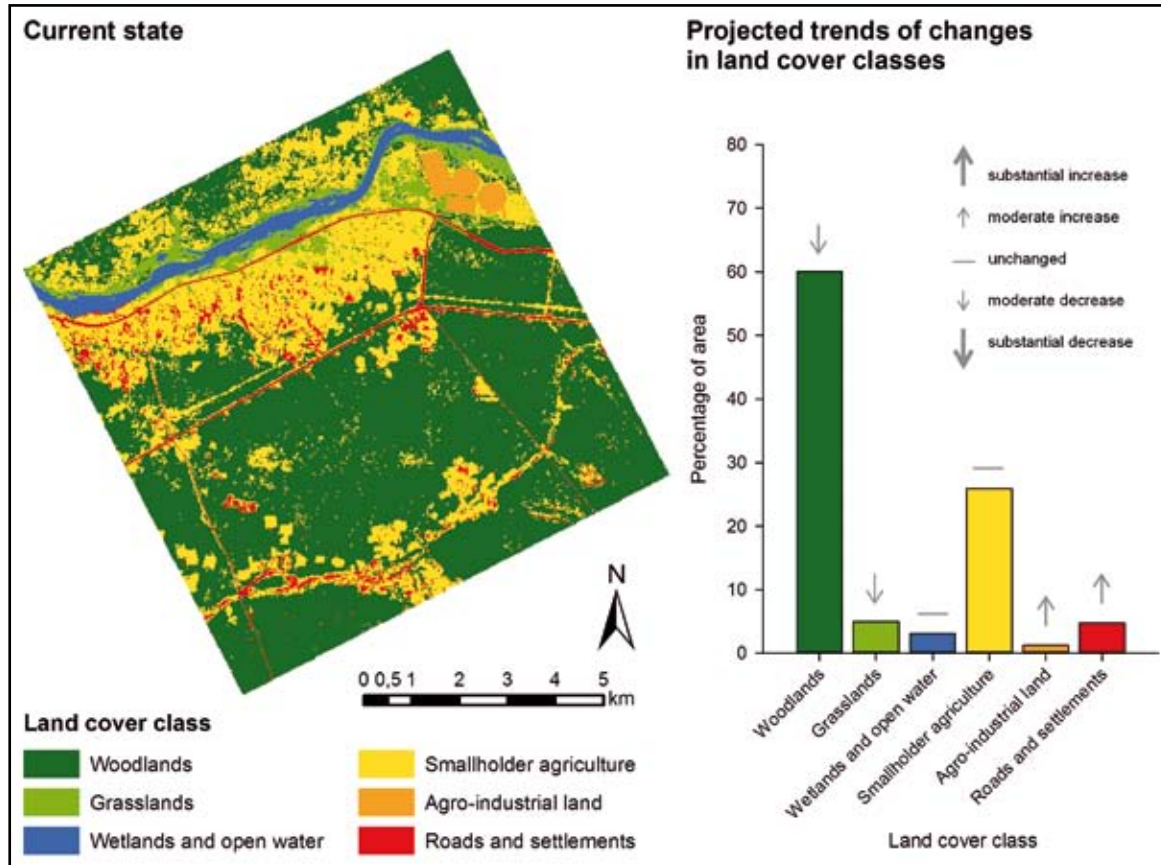 Current state
N
0 0,5 1 2 3 4 5
km
Land cover class
Woodlands
Grasslands
Wetlands and open water
Smallholder agriculture
Agro-industrial land
Roads and settlements
Projected trends of changes
in land cover classes
substantial increase
moderate increase
unchanged
moderate decrease
substantial decrease
Percentage of area
80
70
60
50
40
30
20
10
0
Woodlands
Grasslands
Wetlands and open water
Smallholder agriculture
Agro-industrial land
Roads and settlements
Land cover class